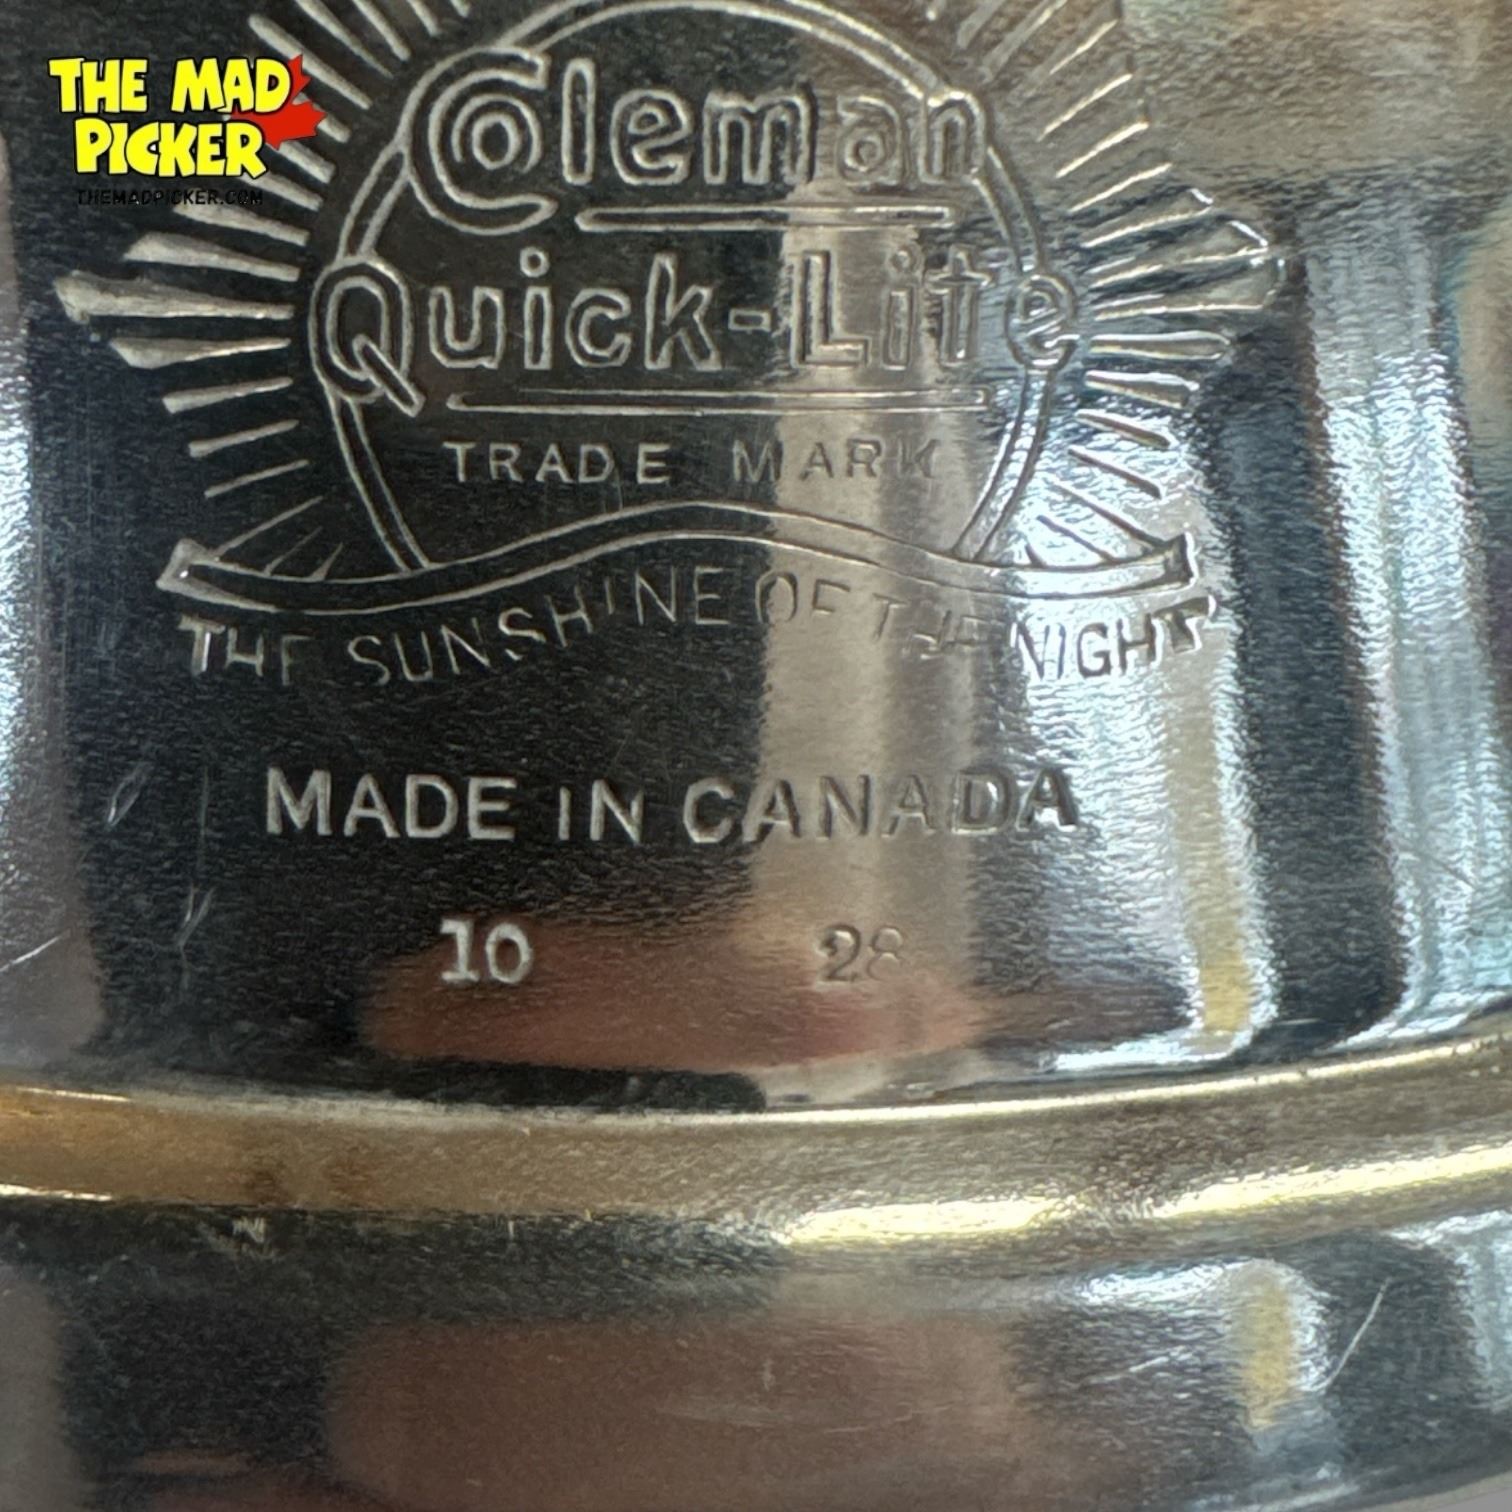 THE MAD
PICKER
THEMADPICKER.COM
Coleman
Quick-Lite
TRADE MARK
THE SUNSHINE OF THE NIGHT
MADE IN CANADA
10 28